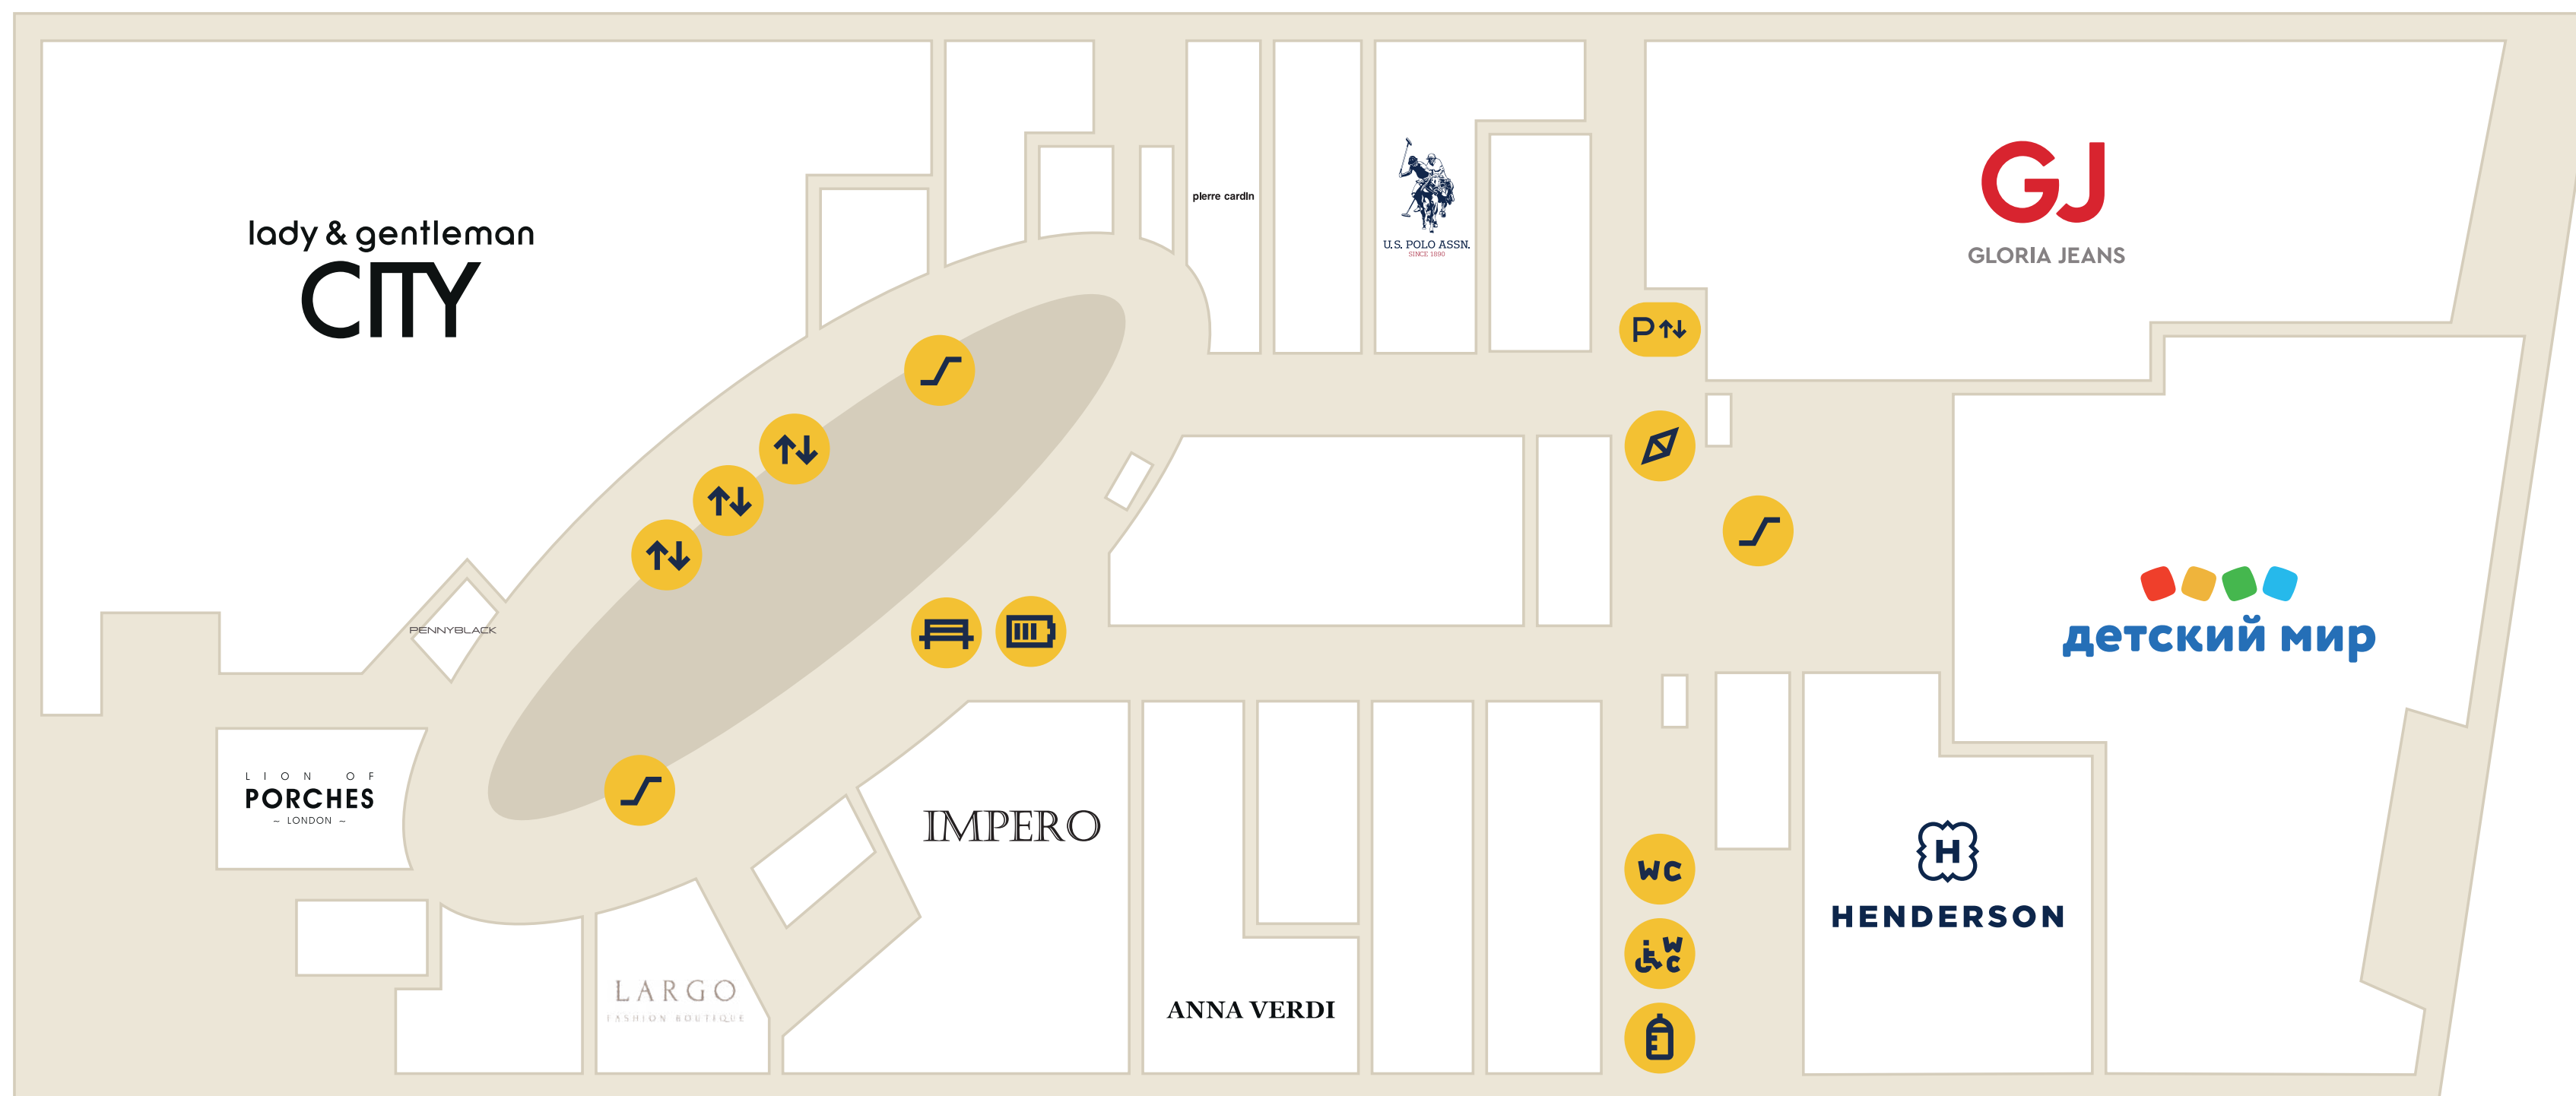 lady & gentleman
CITY
pierre cardin
U.S. POLO ASSN.
SINCE 1890
GJ
GLORIA JEANS
P
PENNYBLACK
детский мир
LION OF
PORCHES
~ LONDON ~
IMPERO
WC
WC
H
HENDERSON
LARGO
FASHION BOUTIQUE
ANNA VERDI